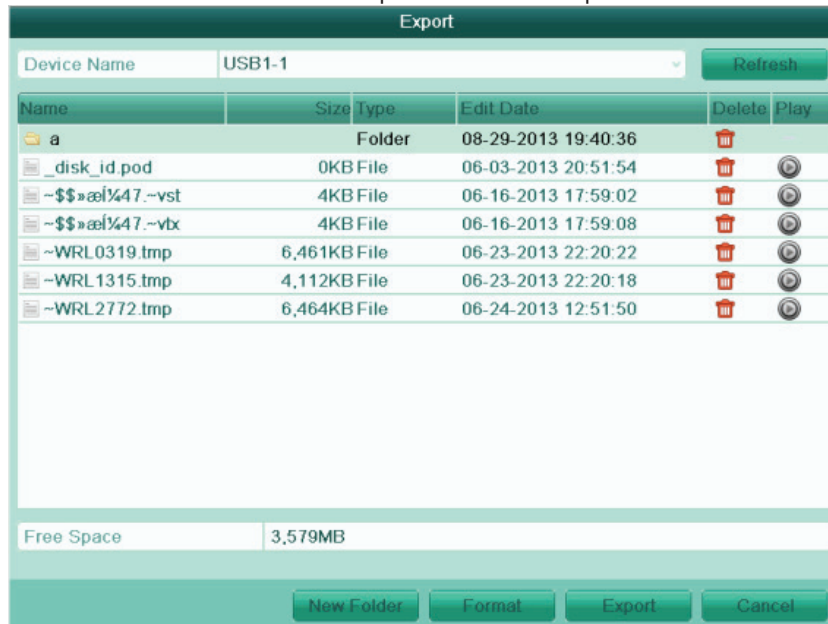 Export
Device Name USB1-1 Refresh
Name Size Type Edit Date Delete Play
a Folder 08-29-2013 19:40:36
_disk_id.pod 0KB File 06-03-2013 20:51:54
~$$»æÍ¼47.~vst 4KB File 06-16-2013 17:59:02
~$$»æÍ¼47.~vtx 4KB File 06-16-2013 17:59:08
~WRL0319.tmp 6,461KB File 06-23-2013 22:20:22
~WRL1315.tmp 4,112KB File 06-23-2013 22:20:18
~WRL2772.tmp 6,464KB File 06-24-2013 12:51:50
Free Space 3,579MB
New Folder Format Export Cancel